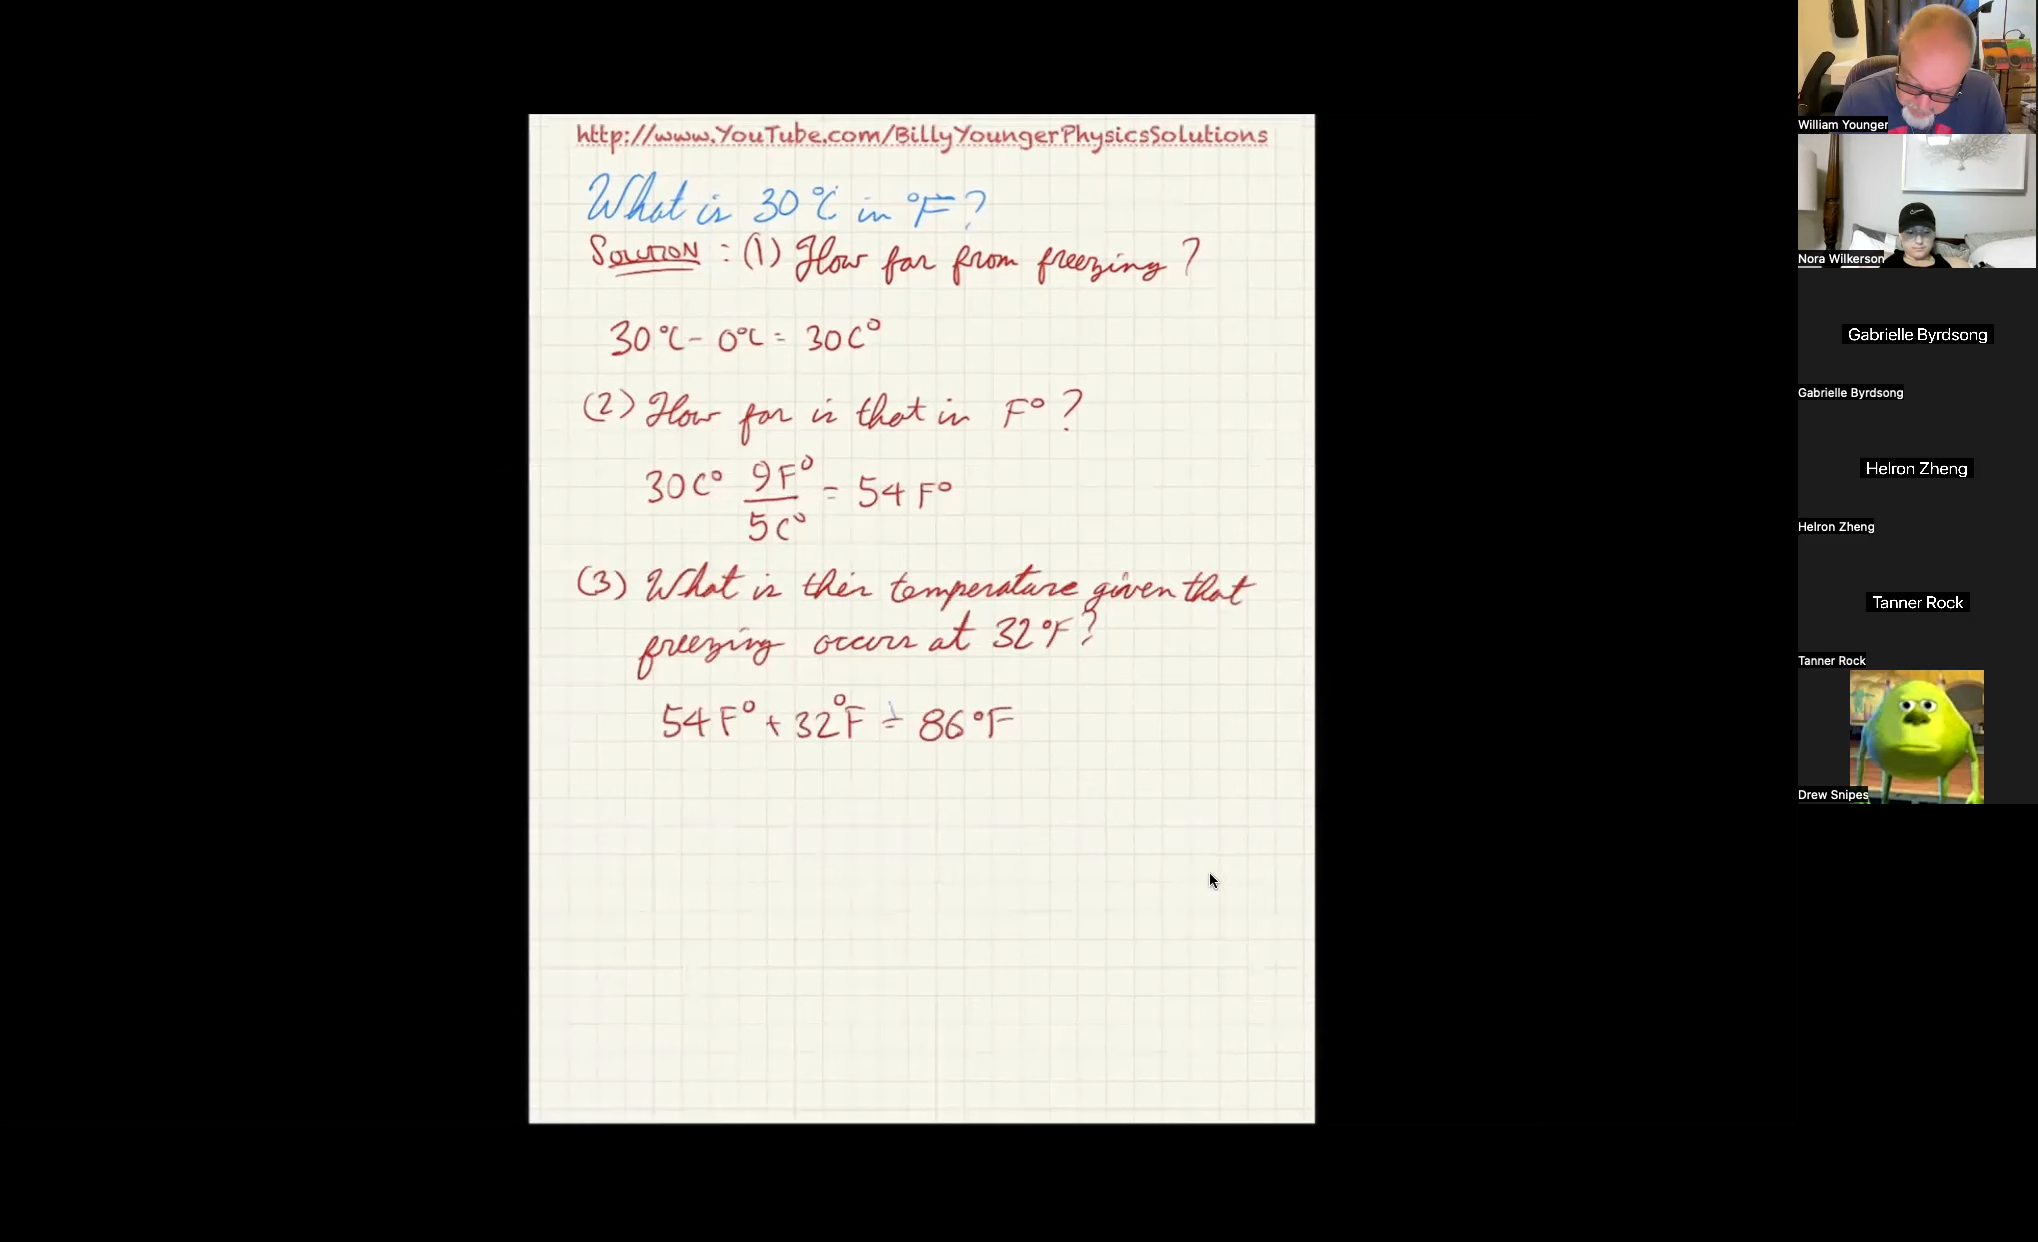 http://www.YouTube.com/BillyYoungerPhysicsSolutions
What is 30°C in °F?
SOLUTION : (1) How far from freezing?
30°C - 0°C = 30C°
(2) How far is that in F°?
30C° 9F°/5C° = 54F°
(3) What is this temperature given that
freezing occurs at 32°F?
54F° + 32°F = 86°F
William Younger
Nora Wilkerson
Gabrielle Byrdsong
Gabrielle Byrdsong
Helron Zheng
Helron Zheng
Tanner Rock
Tanner Rock
Drew Snipes